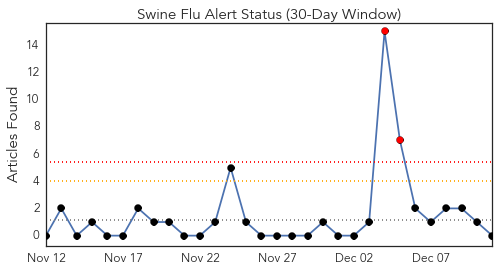 Swine Flu Alert Status (30-Day Window)
Articles Found
14
12
10
8
6
4
2
0
Nov 12 Nov 17 Nov 22 Nov 27 Dec 02 Dec 07